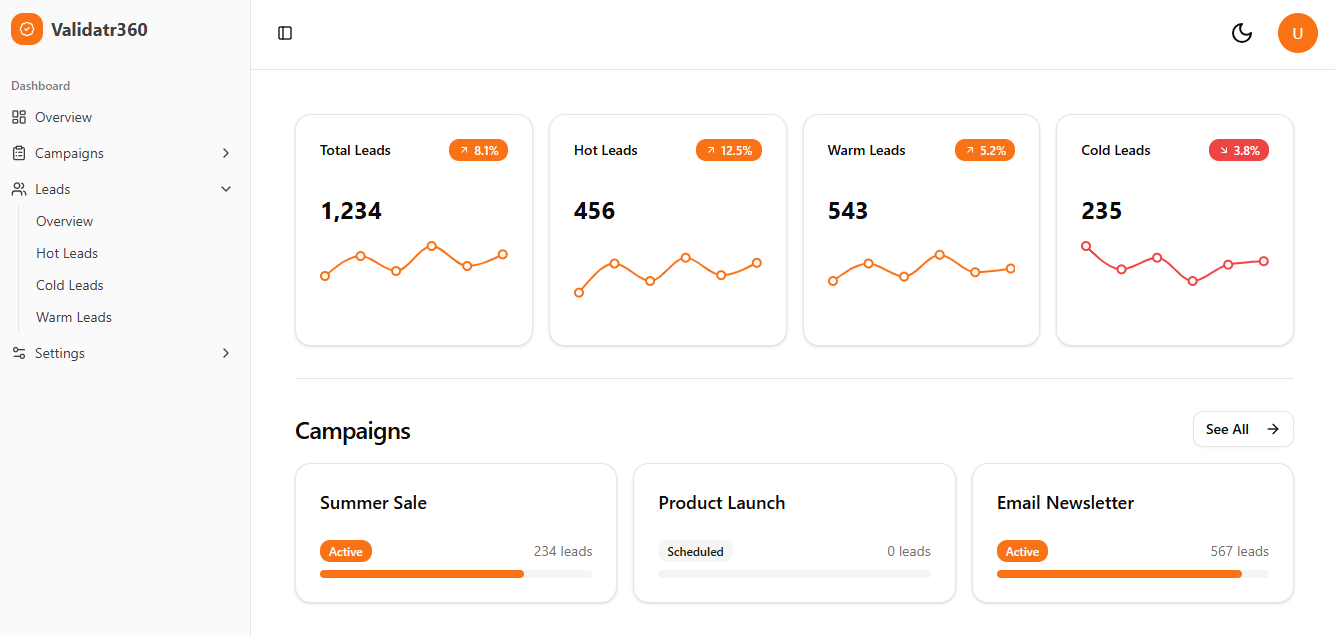 Validatr360
U
Dashboard
Overview
Campaigns
Leads
Overview
Hot Leads
Cold Leads
Warm Leads
Settings
Total Leads
8.1%
1,234
Hot Leads
12.5%
456
Warm Leads
5.2%
543
Cold Leads
3.8%
235
Campaigns
See All
Summer Sale
Active
234 leads
Product Launch
Scheduled
0 leads
Email Newsletter
Active
567 leads